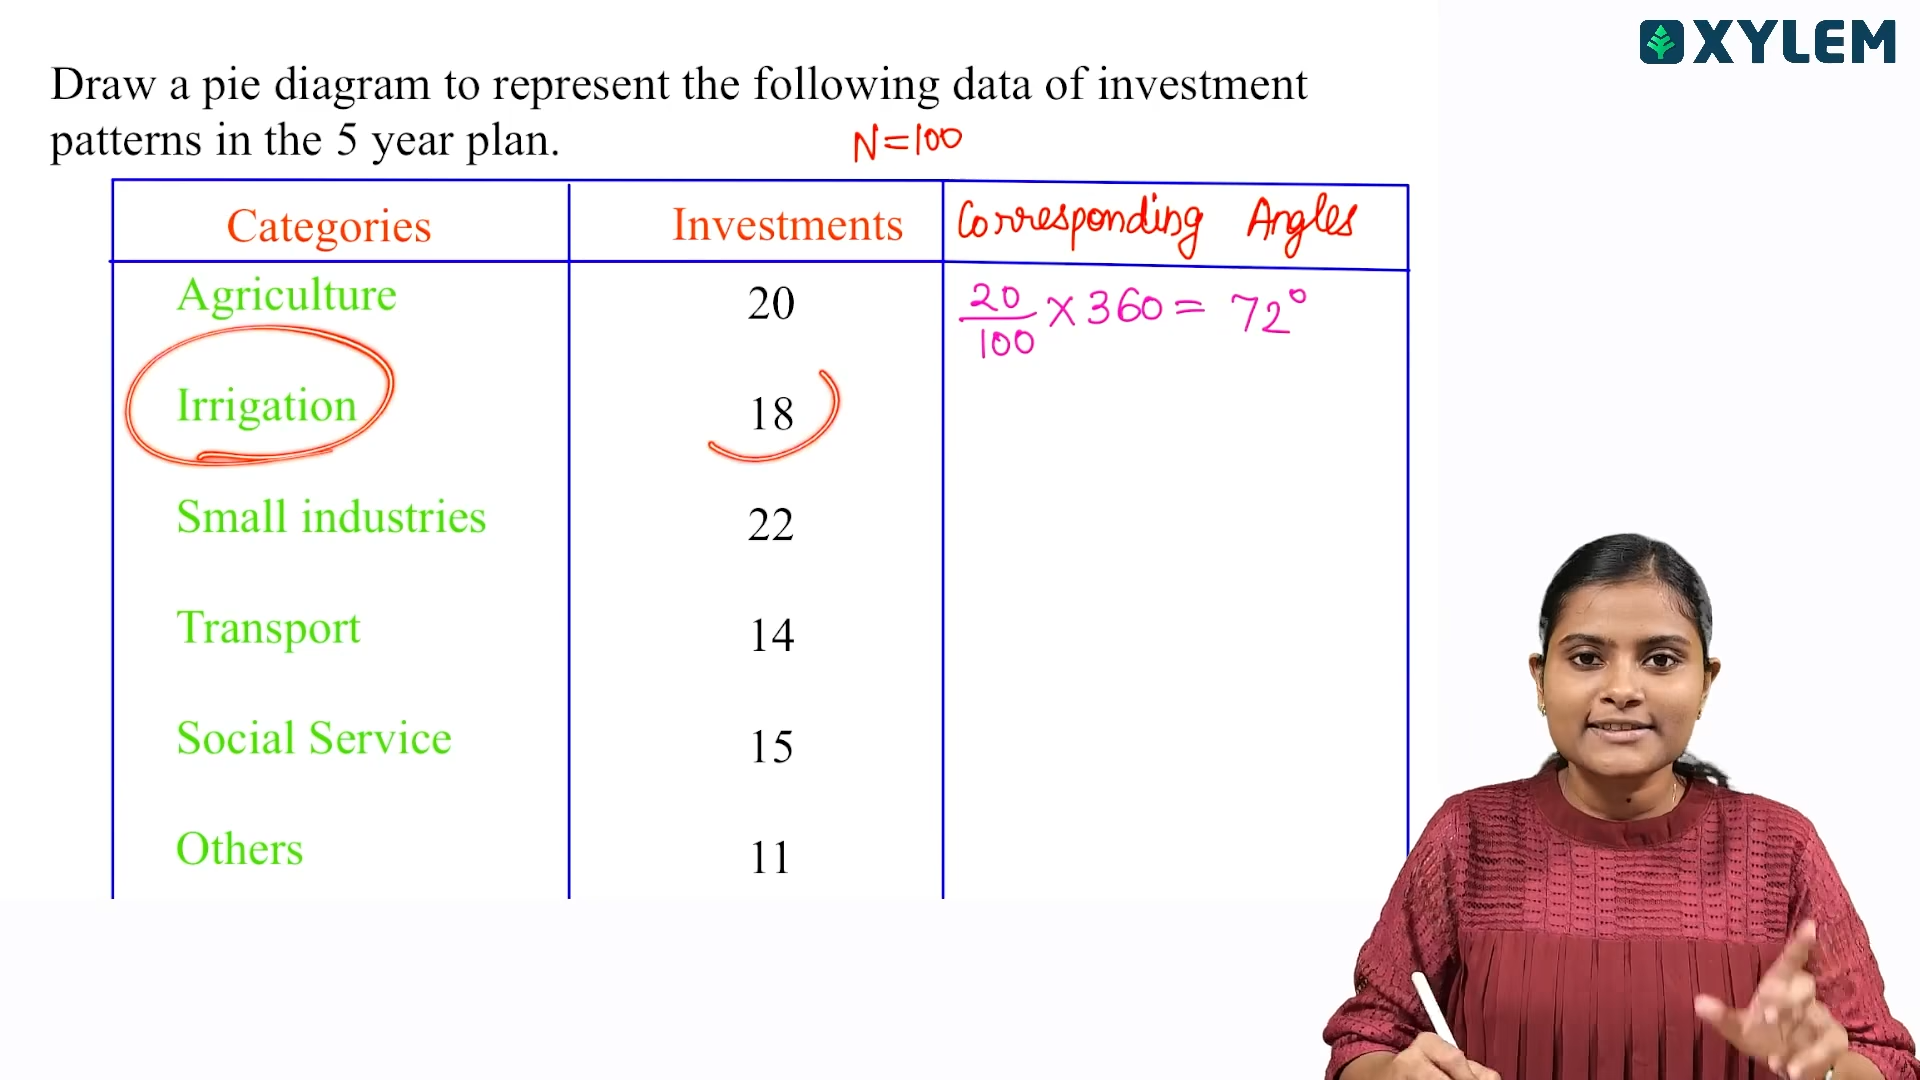 XYLEM
Draw a pie diagram to represent the following data of investment
patterns in the 5 year plan.
N=100
Categories Investments Corresponding Angles
Agriculture 20 20/100 × 360 = 72°
Irrigation 18
Small industries 22
Transport 14
Social Service 15
Others 11